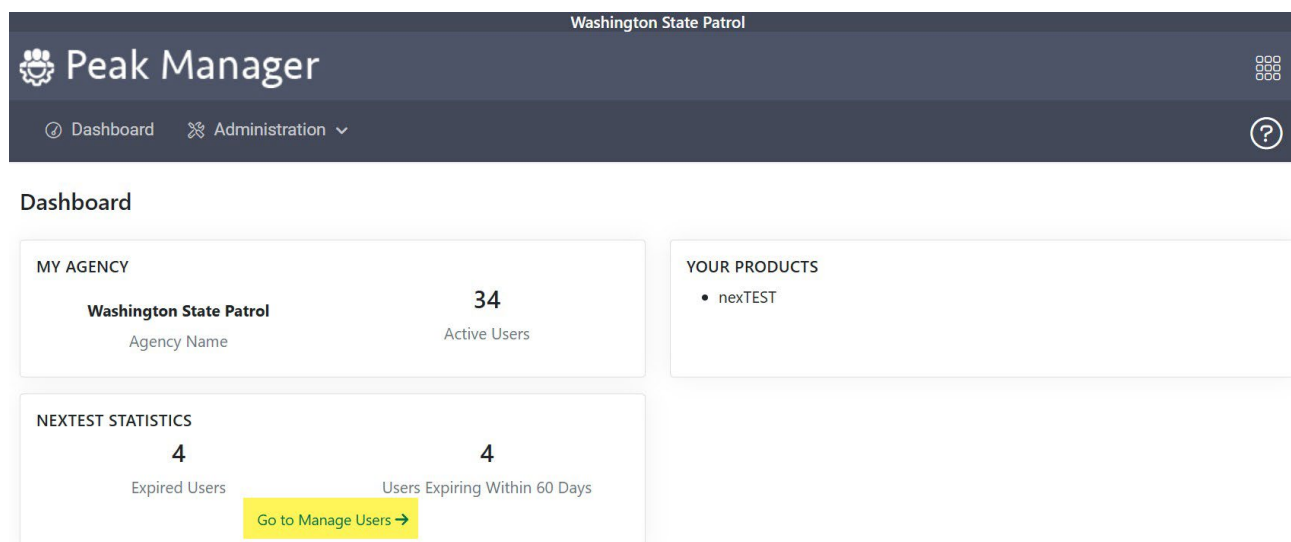 Washington State Patrol
Peak Manager
Dashboard Administration
?
Dashboard
MY AGENCY
Washington State Patrol
Agency Name
34
Active Users
YOUR PRODUCTS
• nexTEST
NEXTEST STATISTICS
4
Expired Users
4
Users Expiring Within 60 Days
Go to Manage Users →